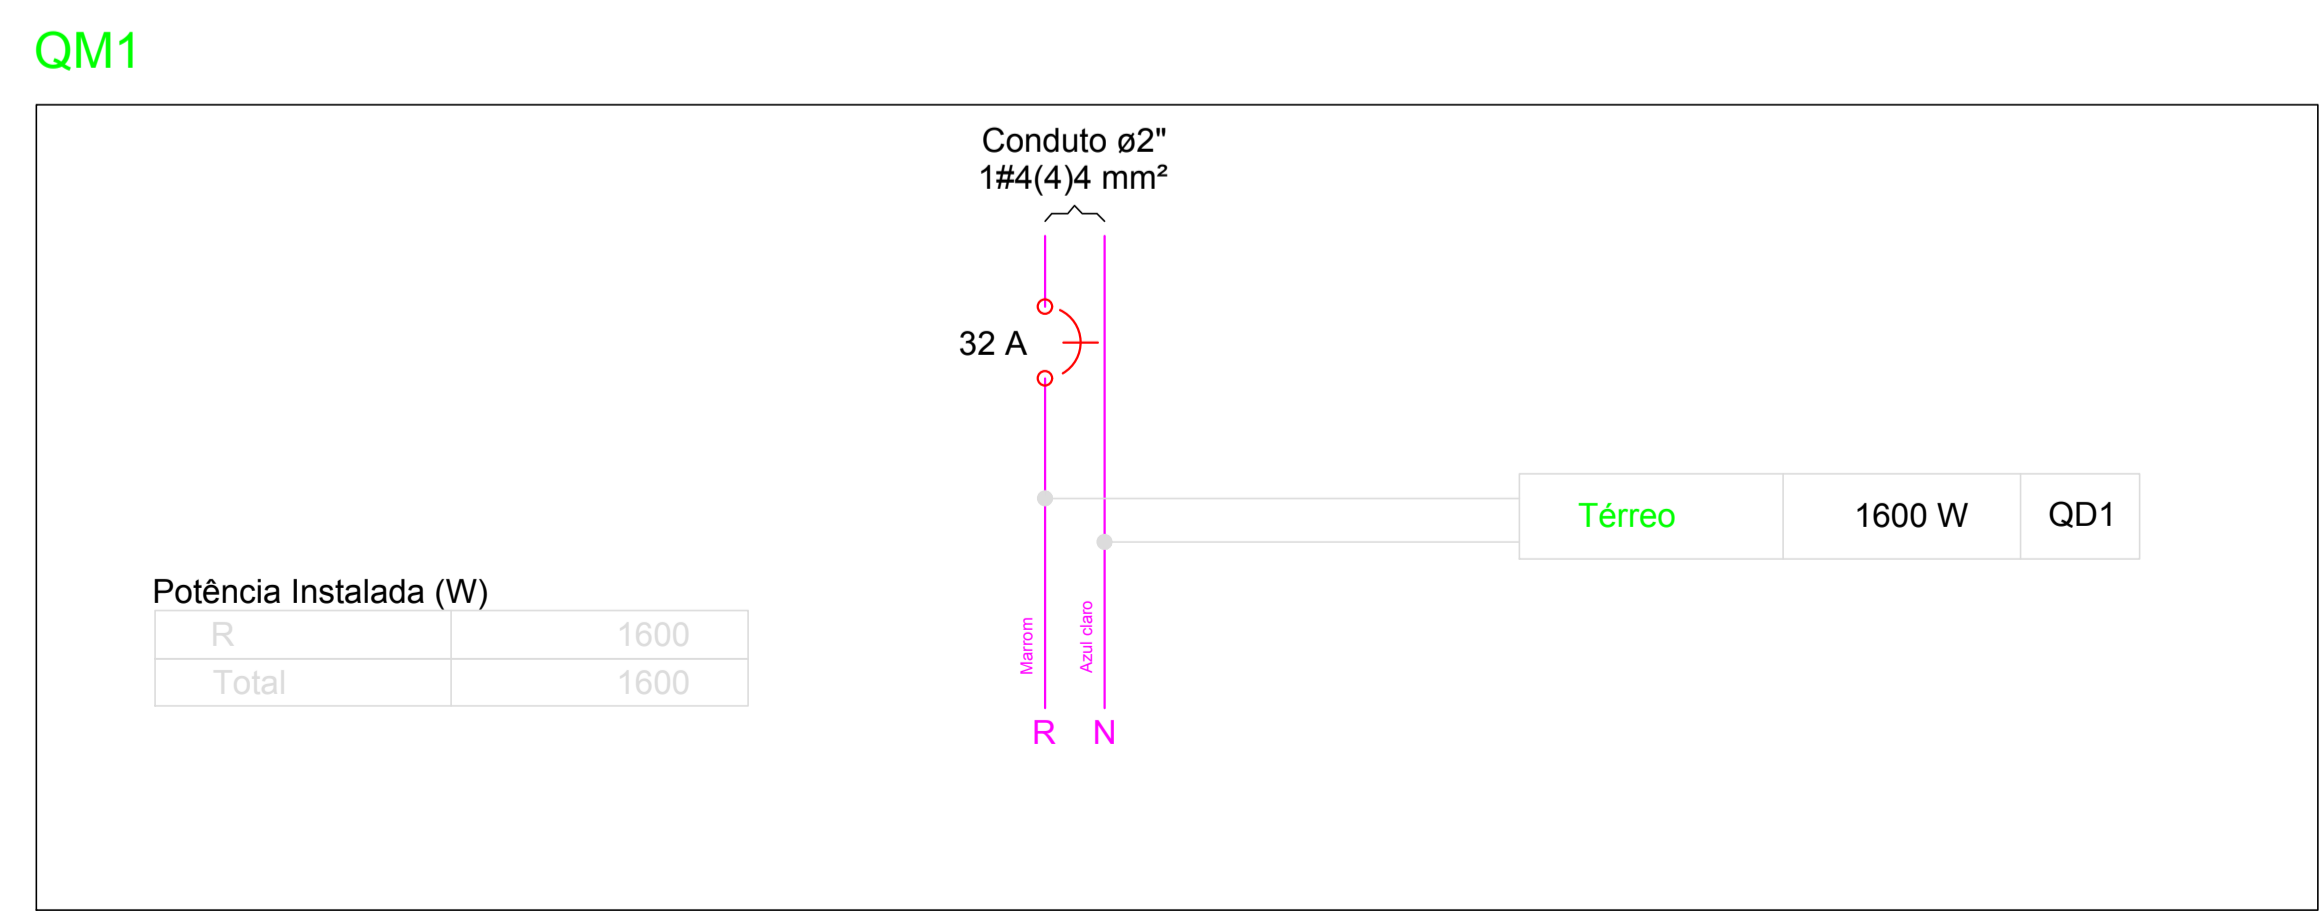 QM1
Conduto ø2"
1#4(4)4 mm²
32 A
Térreo 1600 W QD1
Potência Instalada (W)
R 1600
Total 1600
Marrom
Azul claro
R N